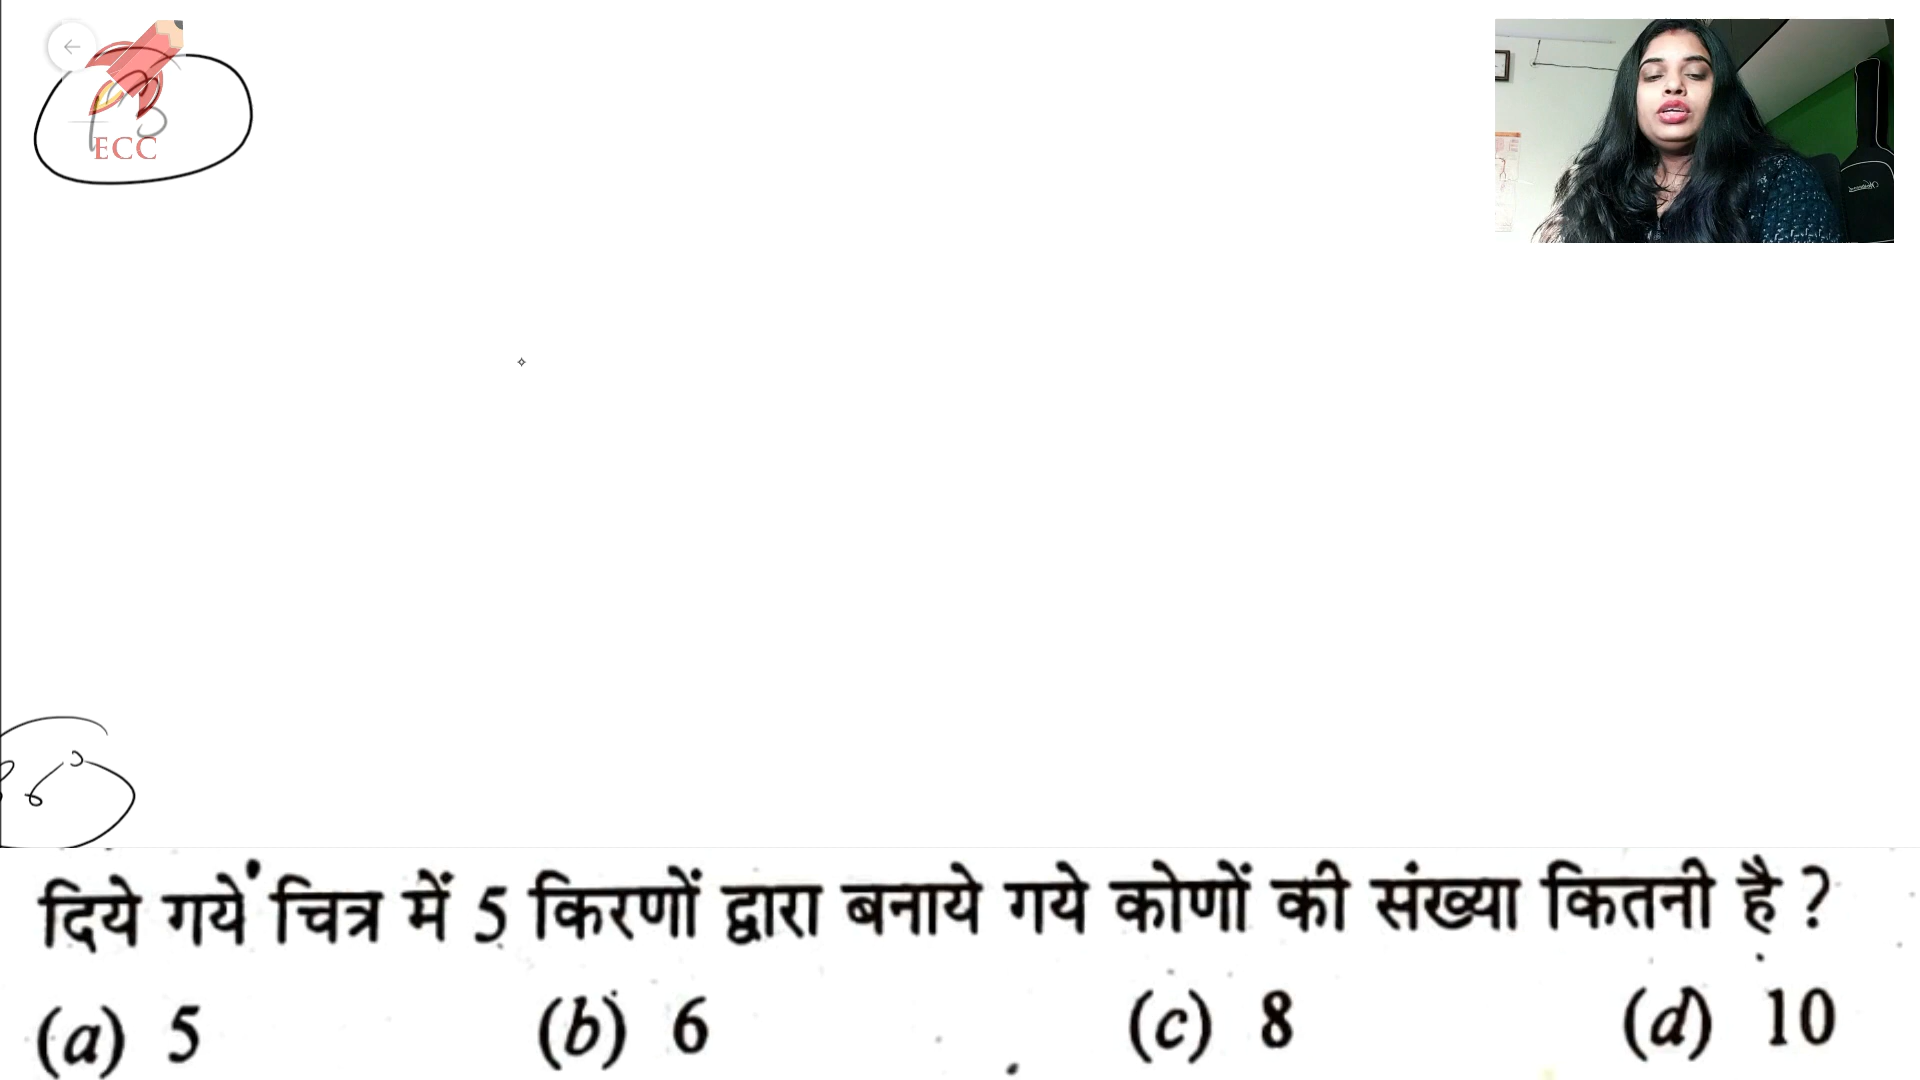 ECC
दिये गये चित्र में 5 किरणों द्वारा बनाये गये कोणों की संख्या कितनी है ?
(a) 5 (b) 6 (c) 8 (d) 10